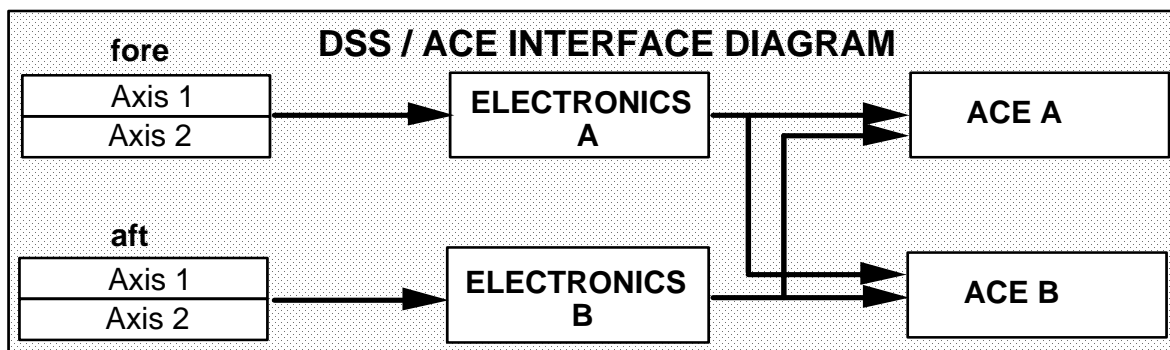 DSS / ACE INTERFACE DIAGRAM
fore
Axis 1
Axis 2
ELECTRONICS
A
ACE A
aft
Axis 1
Axis 2
ELECTRONICS
B
ACE B